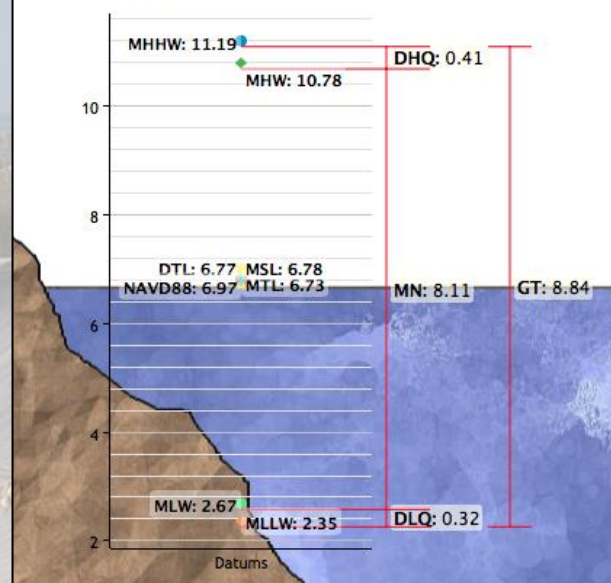 MHHW: 11.19
DHQ: 0.41
MHW: 10.78
10
8
DTL: 6.77 MSL: 6.78
NAVD88: 6.97 MTL: 6.73
MN: 8.11
GT: 8.84
6
4
MLW: 2.67
MLLW: 2.35
DLQ: 0.32
2
Datums